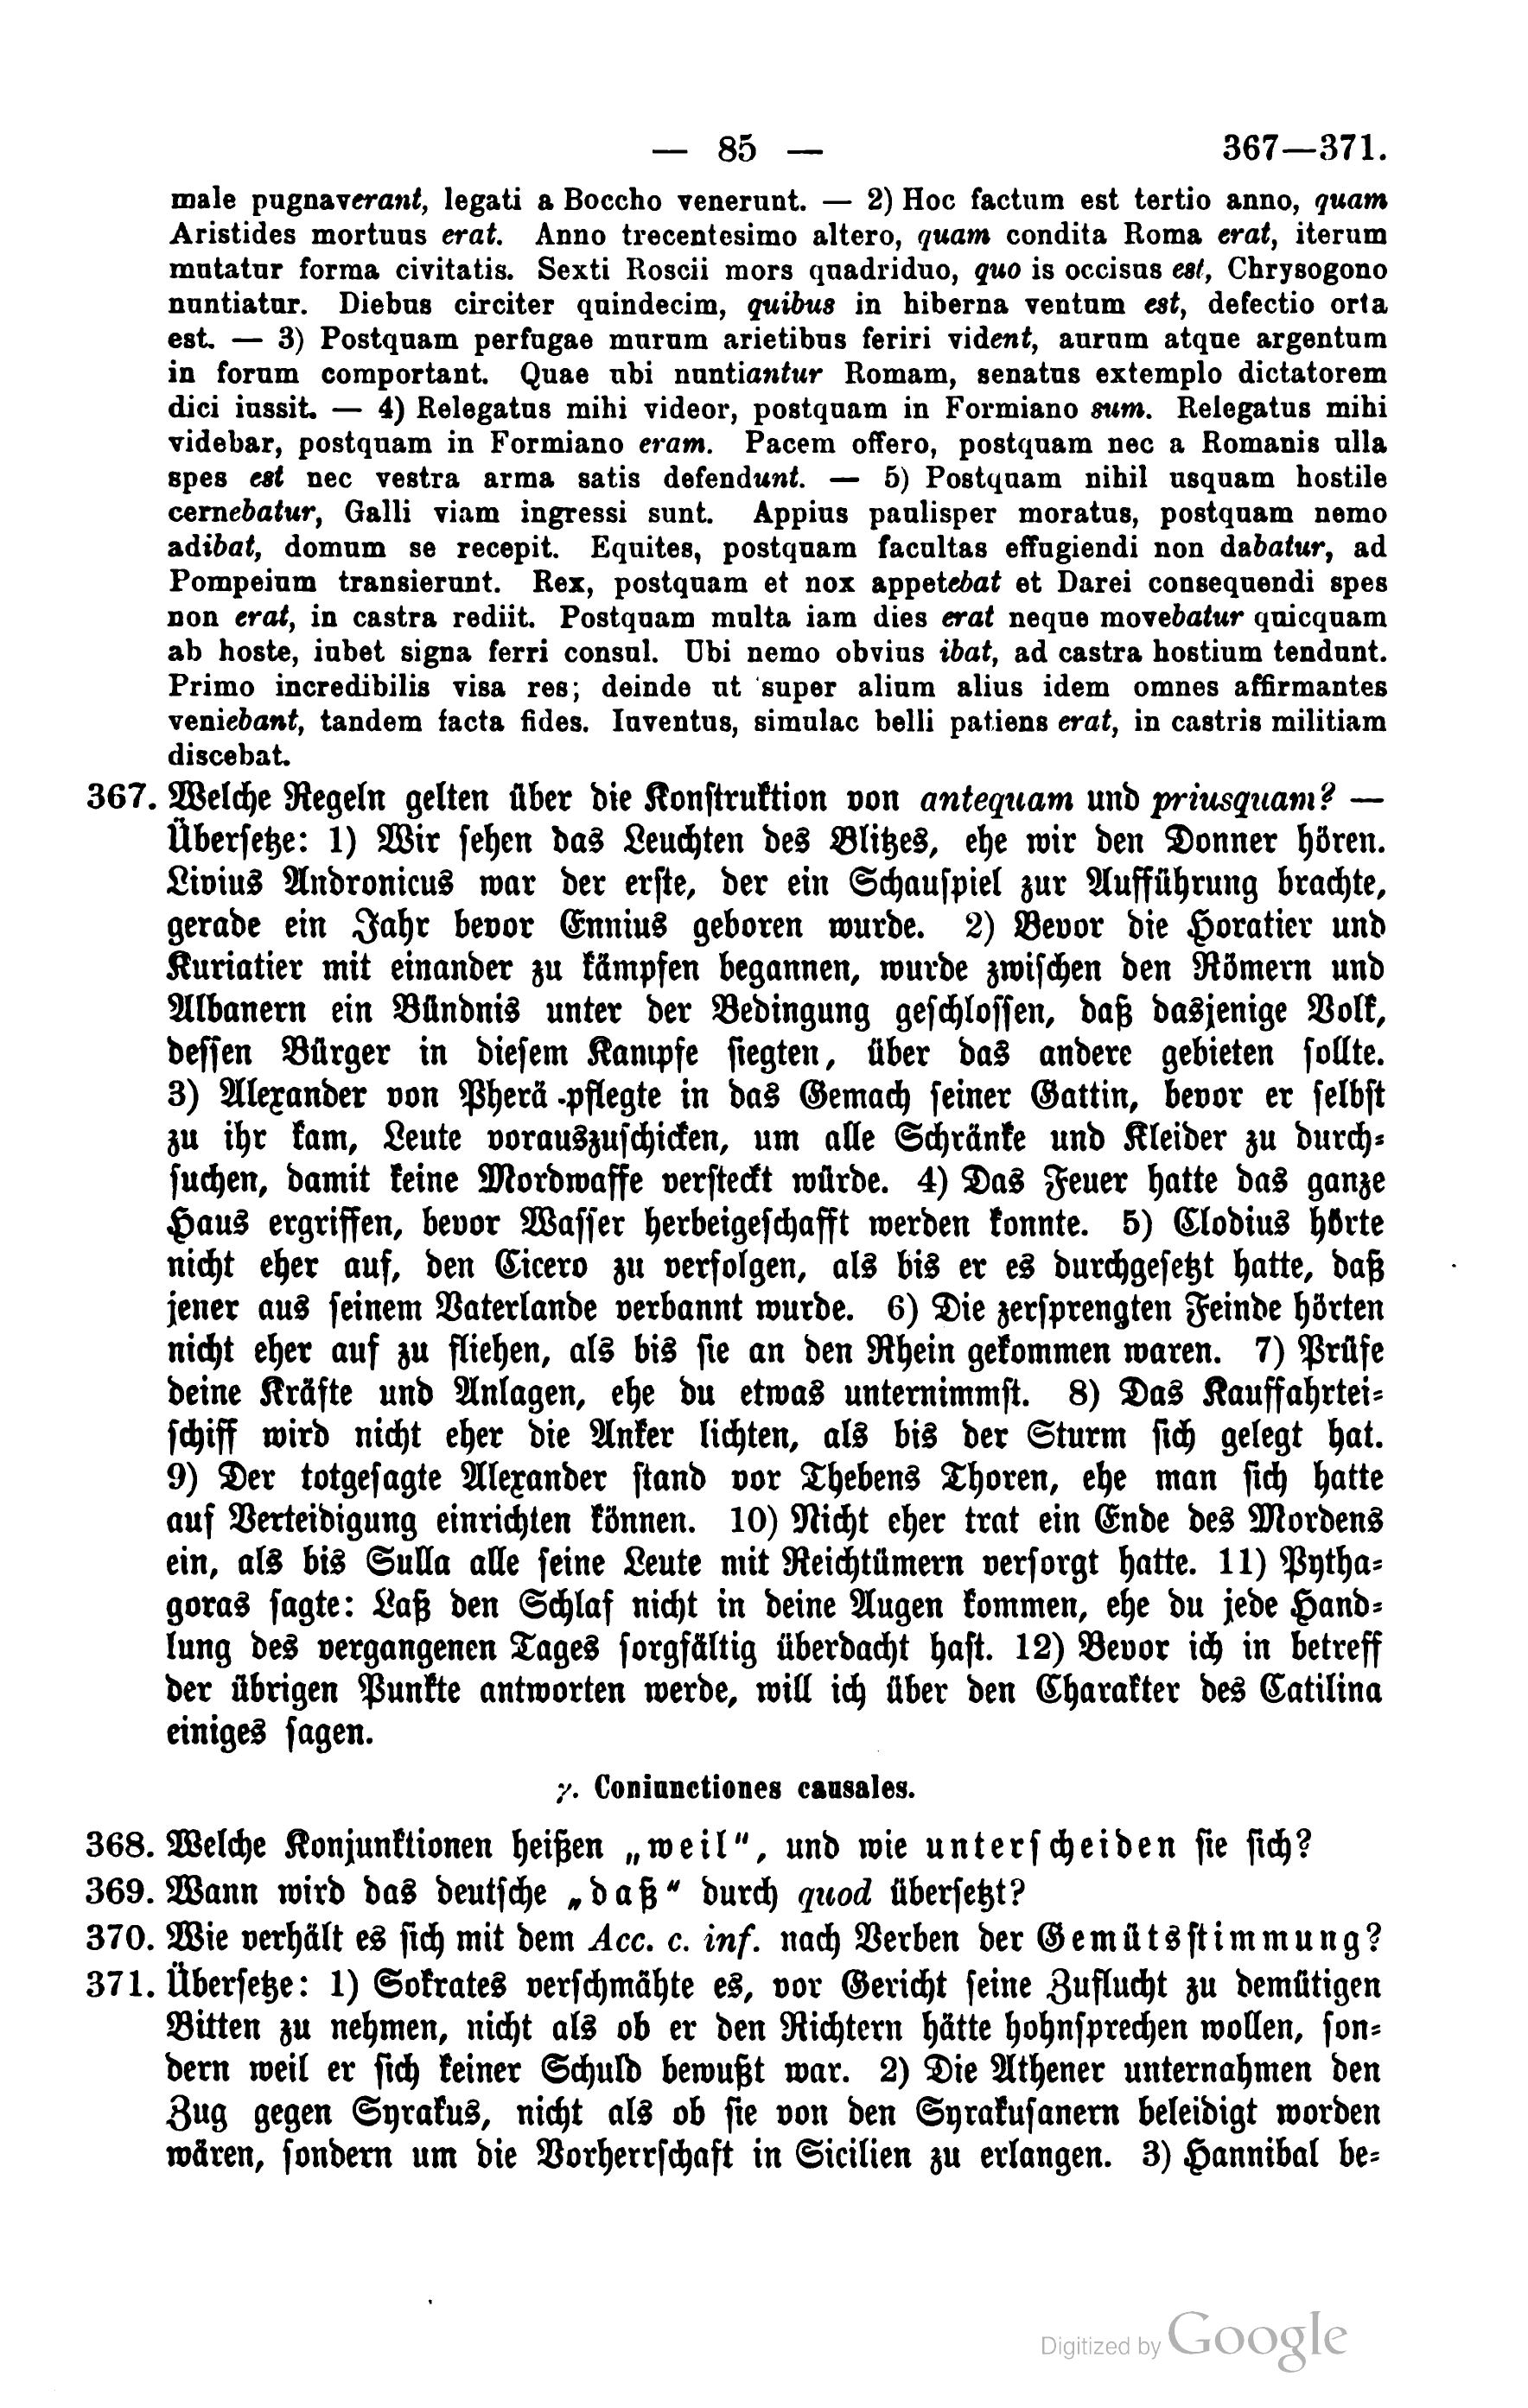 — 85 — 367—371.
male pugnaverant, legati a Boccho venerunt. — 2) Hoc factum est tertio anno, quam
Aristides mortuus erat. Anno trecentesimo altero, quam condita Roma erat, iterum
mutatur forma civitatis. Sexti Roscii mors quadriduo, quo is occisus est, Chrysogono
nuntiatur. Diebus circiter quindecim, quibus in hiberna ventum est, defectio orta
est. — 3) Postquam perfugae murum arietibus feriri vident, aurum atque argentum
in forum comportant. Quae ubi nuntiantur Romam, senatus extemplo dictatorem
dici iussit. — 4) Relegatus mihi videor, postquam in Formiano sum. Relegatus mihi
videbar, postquam in Formiano eram. Pacem offero, postquam nec a Romanis ulla
spes est nec vestra arma satis defendunt. — 5) Postquam nihil usquam hostile
cernebatur, Galli viam ingressi sunt. Appius paulisper moratus, postquam nemo
adibat, domum se recepit. Equites, postquam facultas effugiendi non dabatur, ad
Pompeium transierunt. Rex, postquam et nox appetebat et Darei consequendi spes
non erat, in castra rediit. Postquam multa iam dies erat neque movebatur quicquam
ab hoste, iubet signa ferri consul. Ubi nemo obvius ibat, ad castra hostium tendunt.
Primo incredibilis visa res; deinde ut super alium alius idem omnes affirmantes
veniebant, tandem facta fides. Iuventus, simulac belli patiens erat, in castris militiam
discebat.
367. Welche Regeln gelten über die Konstruktion von antequam und priusquam? —
Übersetze: 1) Wir sehen das Leuchten des Blitzes, ehe wir den Donner hören.
Livius Andronicus war der erste, der ein Schauspiel zur Aufführung brachte,
gerade ein Jahr bevor Ennius geboren wurde. 2) Bevor die Horatier und
Kuriatier mit einander zu kämpfen begannen, wurde zwischen den Römern und
Albanern ein Bündnis unter der Bedingung geschlossen, daß dasjenige Volk,
dessen Bürger in diesem Kampfe siegten, über das andere gebieten sollte.
3) Alexander von Pherä pflegte in das Gemach seiner Gattin, bevor er selbst
zu ihr kam, Leute vorauszuschicken, um alle Schränke und Kleider zu durch-
suchen, damit keine Mordwaffe versteckt würde. 4) Das Feuer hatte das ganze
Haus ergriffen, bevor Wasser herbeigeschafft werden konnte. 5) Clodius hörte
nicht eher auf, den Cicero zu verfolgen, als bis er es durchgesetzt hatte, daß
jener aus seinem Vaterlande verbannt wurde. 6) Die zersprengten Feinde hörten
nicht eher auf zu fliehen, als bis sie an den Rhein gekommen waren. 7) Prüfe
deine Kräfte und Anlagen, ehe du etwas unternimmst. 8) Das Kauffahrtei-
schiff wird nicht eher die Anker lichten, als bis der Sturm sich gelegt hat.
9) Der totgesagte Alexander stand vor Thebens Thoren, ehe man sich hatte
auf Verteidigung einrichten können. 10) Nicht eher trat ein Ende des Mordens
ein, als bis Sulla alle seine Leute mit Reichtümern versorgt hatte. 11) Pytha-
goras sagte: Laß den Schlaf nicht in deine Augen kommen, ehe du jede Hand-
lung des vergangenen Tages sorgfältig überdacht hast. 12) Bevor ich in betreff
der übrigen Punkte antworten werde, will ich über den Charakter des Catilina
einiges sagen.
γ. Coniunctiones causales.
368. Welche Konjunktionen heißen „weil“, und wie unterscheiden sie sich?
369. Wann wird das deutsche „daß“ durch quod übersetzt?
370. Wie verhält es sich mit dem Acc. c. inf. nach Verben der Gemütsstimmung?
371. Übersetze: 1) Sokrates verschmähte es, vor Gericht seine Zuflucht zu demütigen
Bitten zu nehmen, nicht als ob er den Richtern hätte hohnsprechen wollen, son-
dern weil er sich keiner Schuld bewußt war. 2) Die Athener unternahmen den
Zug gegen Syrakus, nicht als ob sie von den Syrakusanern beleidigt worden
wären, sondern um die Vorherrschaft in Sicilien zu erlangen. 3) Hannibal be-
Digitized by Google